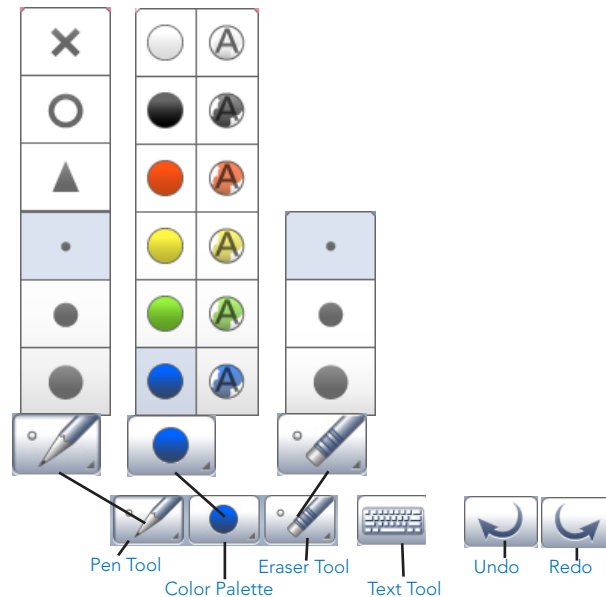 A
A
A
A
A
A
Pen Tool
Color Palette
Eraser Tool
Text Tool
Undo
Redo